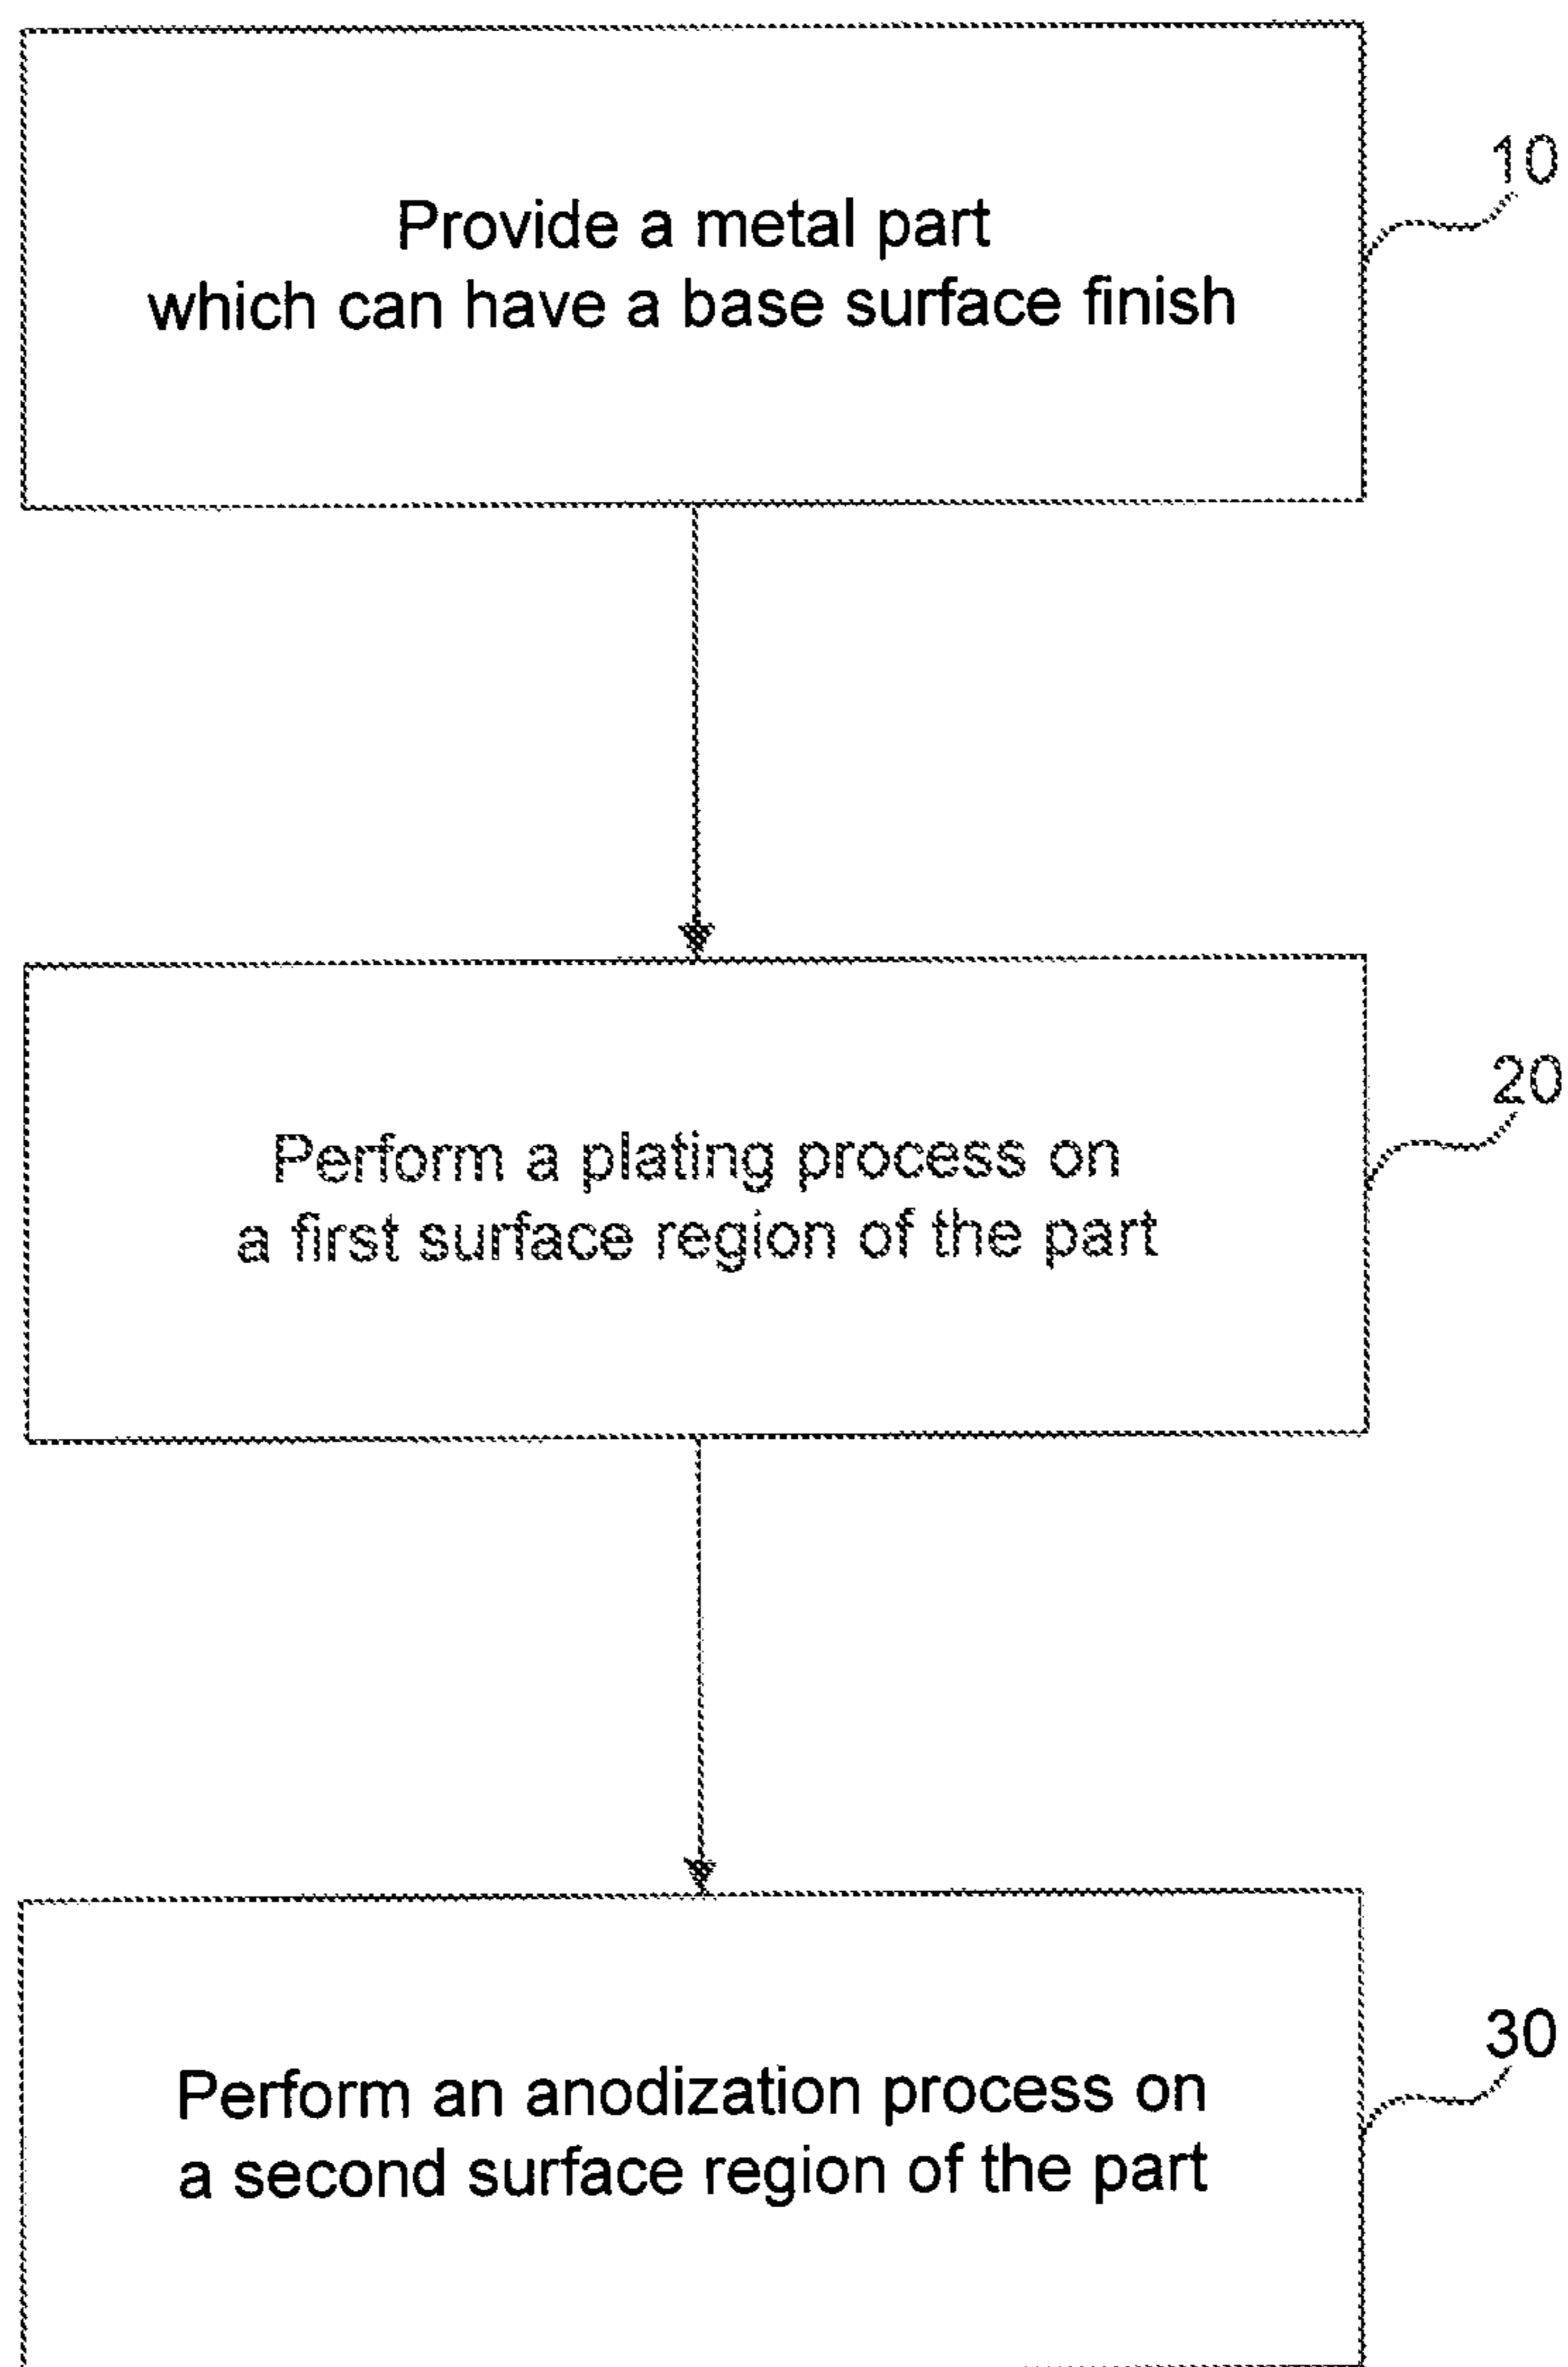 Provide a metal part
which can have a base surface finish
10
Perform a plating process on
a first surface region of the part
20
Perform an anodization process on
a second surface region of the part
30